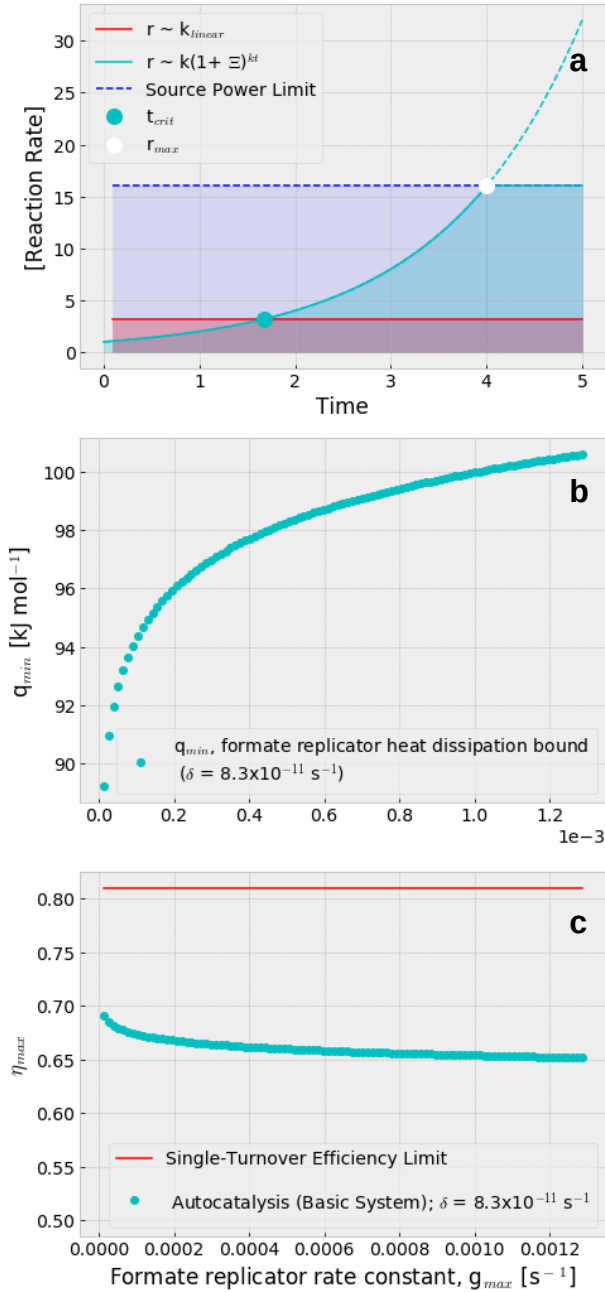 a
r ~ k_linear
r ~ k(1+ Ξ)^kt
Source Power Limit
t_crit
r_max
[Reaction Rate]
30
25
20
15
10
5
0
0 1 2 3 4 5
Time
b
q_min [kJ mol⁻¹]
100
98
96
94
92
90
q_min, formate replicator heat dissipation bound
(δ = 8.3x10⁻¹¹ s⁻¹)
0.0 0.2 0.4 0.6 0.8 1.0 1.2
1e−3
c
η_max
0.80
0.75
0.70
0.65
0.60
0.55
0.50
Single-Turnover Efficiency Limit
Autocatalysis (Basic System); δ = 8.3x10⁻¹¹ s⁻¹
0.0000 0.0002 0.0004 0.0006 0.0008 0.0010 0.0012
Formate replicator rate constant, g_max [s⁻¹]